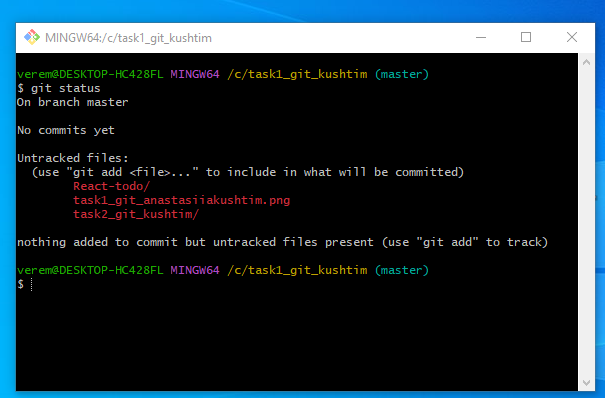 MINGW64:/c/task1_git_kushtim
verem@DESKTOP-HC428FL MINGW64 /c/task1_git_kushtim (master)
$ git status
On branch master
No commits yet
Untracked files:
(use "git add <file>..." to include in what will be committed)
React-todo/
task1_git_anastasiiakushtim.png
task2_git_kushtim/
nothing added to commit but untracked files present (use "git add" to track)
verem@DESKTOP-HC428FL MINGW64 /c/task1_git_kushtim (master)
$